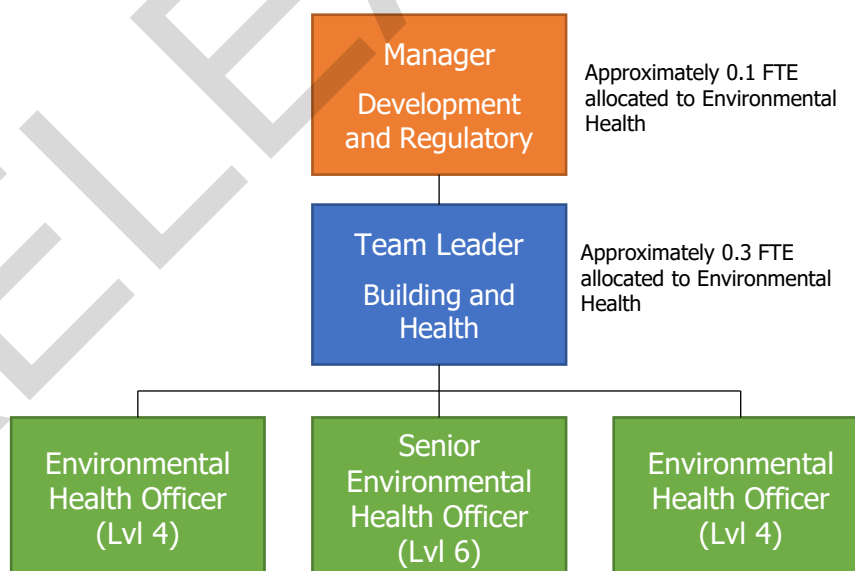 Manager
Development
and Regulatory
Approximately 0.1 FTE
allocated to Environmental
Health
Team Leader
Building and
Health
Approximately 0.3 FTE
allocated to Environmental
Health
Environmental
Health Officer
(Lvl 4)
Senior
Environmental
Health Officer
(Lvl 6)
Environmental
Health Officer
(Lvl 4)